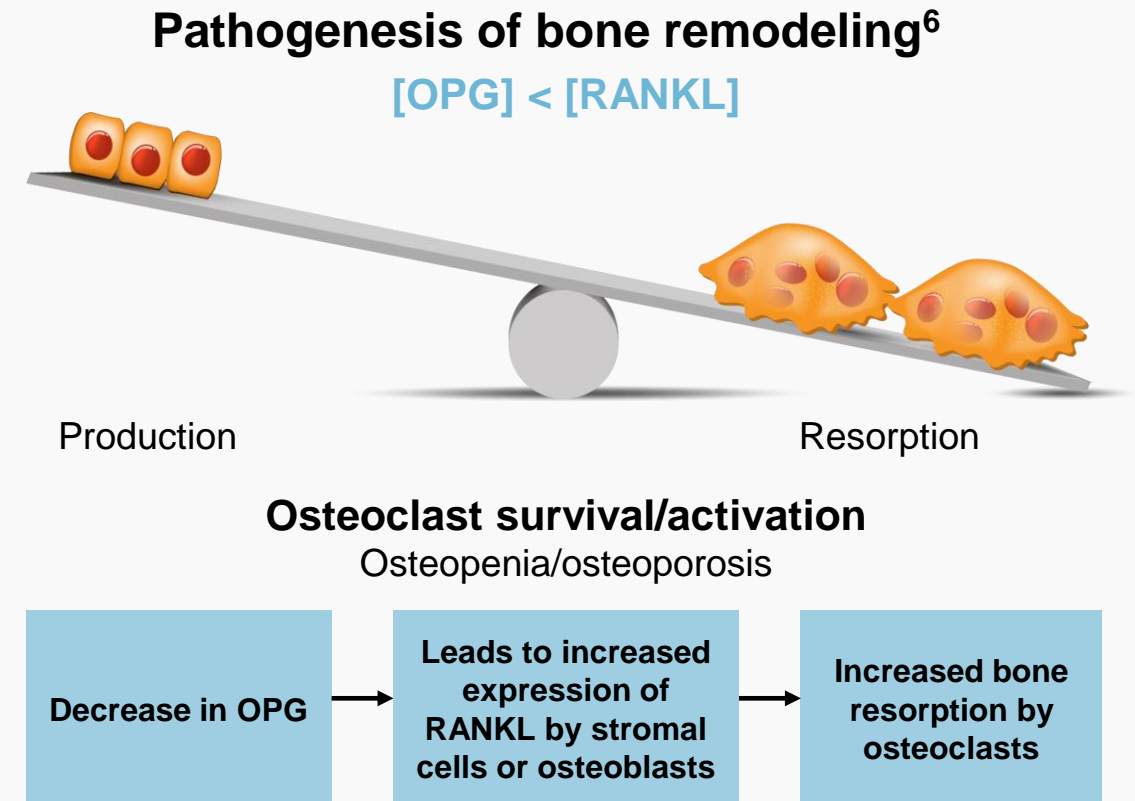 Pathogenesis of bone remodeling⁶
[OPG] < [RANKL]
Production
Resorption
Osteoclast survival/activation
Osteopenia/osteoporosis
Decrease in OPG
Leads to increased
expression of
RANKL by stromal
cells or osteoblasts
Increased bone
resorption by
osteoclasts